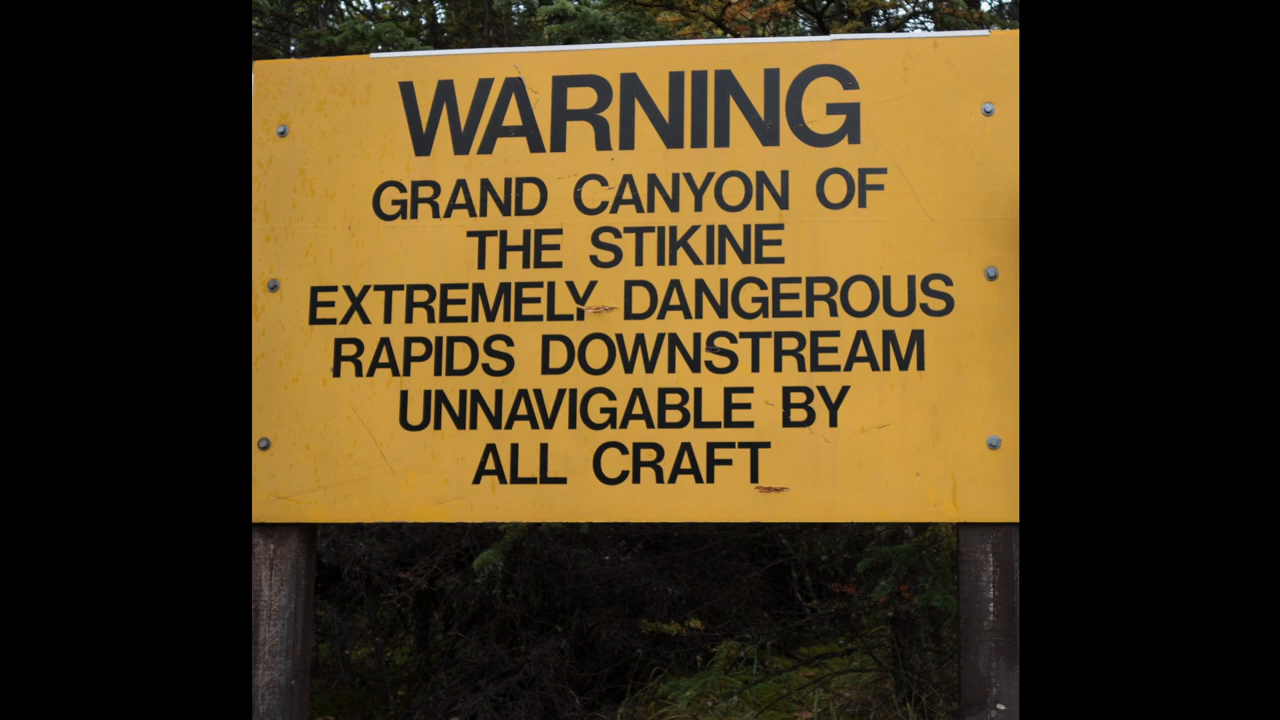 WARNING
GRAND CANYON OF
THE STIKINE
EXTREMELY DANGEROUS
RAPIDS DOWNSTREAM
UNNAVIGABLE BY
ALL CRAFT